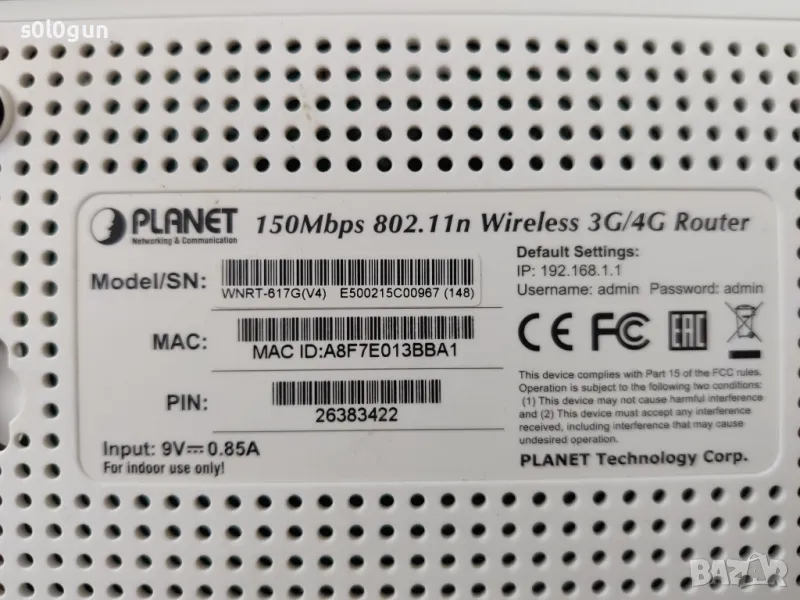 sol0gun
PLANET
Networking & Communication
150Mbps 802.11n Wireless 3G/4G Router
Default Settings:
IP: 192.168.1.1
Username: admin Password: admin
Model/SN:
WNRT-617G(V4) E500215C00967 (148)
MAC:
MAC ID:A8F7E013BBA1
PIN:
26383422
Input: 9V⎓0.85A
For indoor use only!
CE FC EAC
This device complies with Part 15 of the FCC rules.
Operation is subject to the following two conditions:
(1) This device may not cause harmful interference
and (2) This device must accept any interference
received, including interference that may cause
undesired operation.
PLANET Technology Corp.
BAZAR